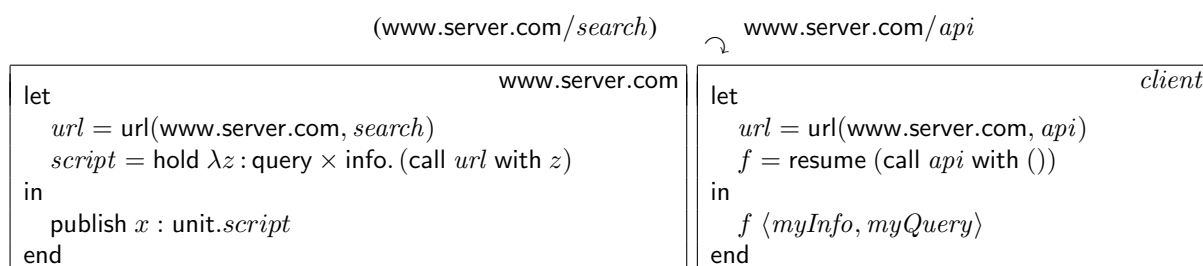 (www.server.com/search) ↷ www.server.com/api
www.server.com
let
url = url(www.server.com, search)
script = hold λz : query × info. (call url with z)
in
publish x : unit.script
end
client
let
url = url(www.server.com, api)
f = resume (call api with ())
in
f ⟨myInfo, myQuery⟩
end